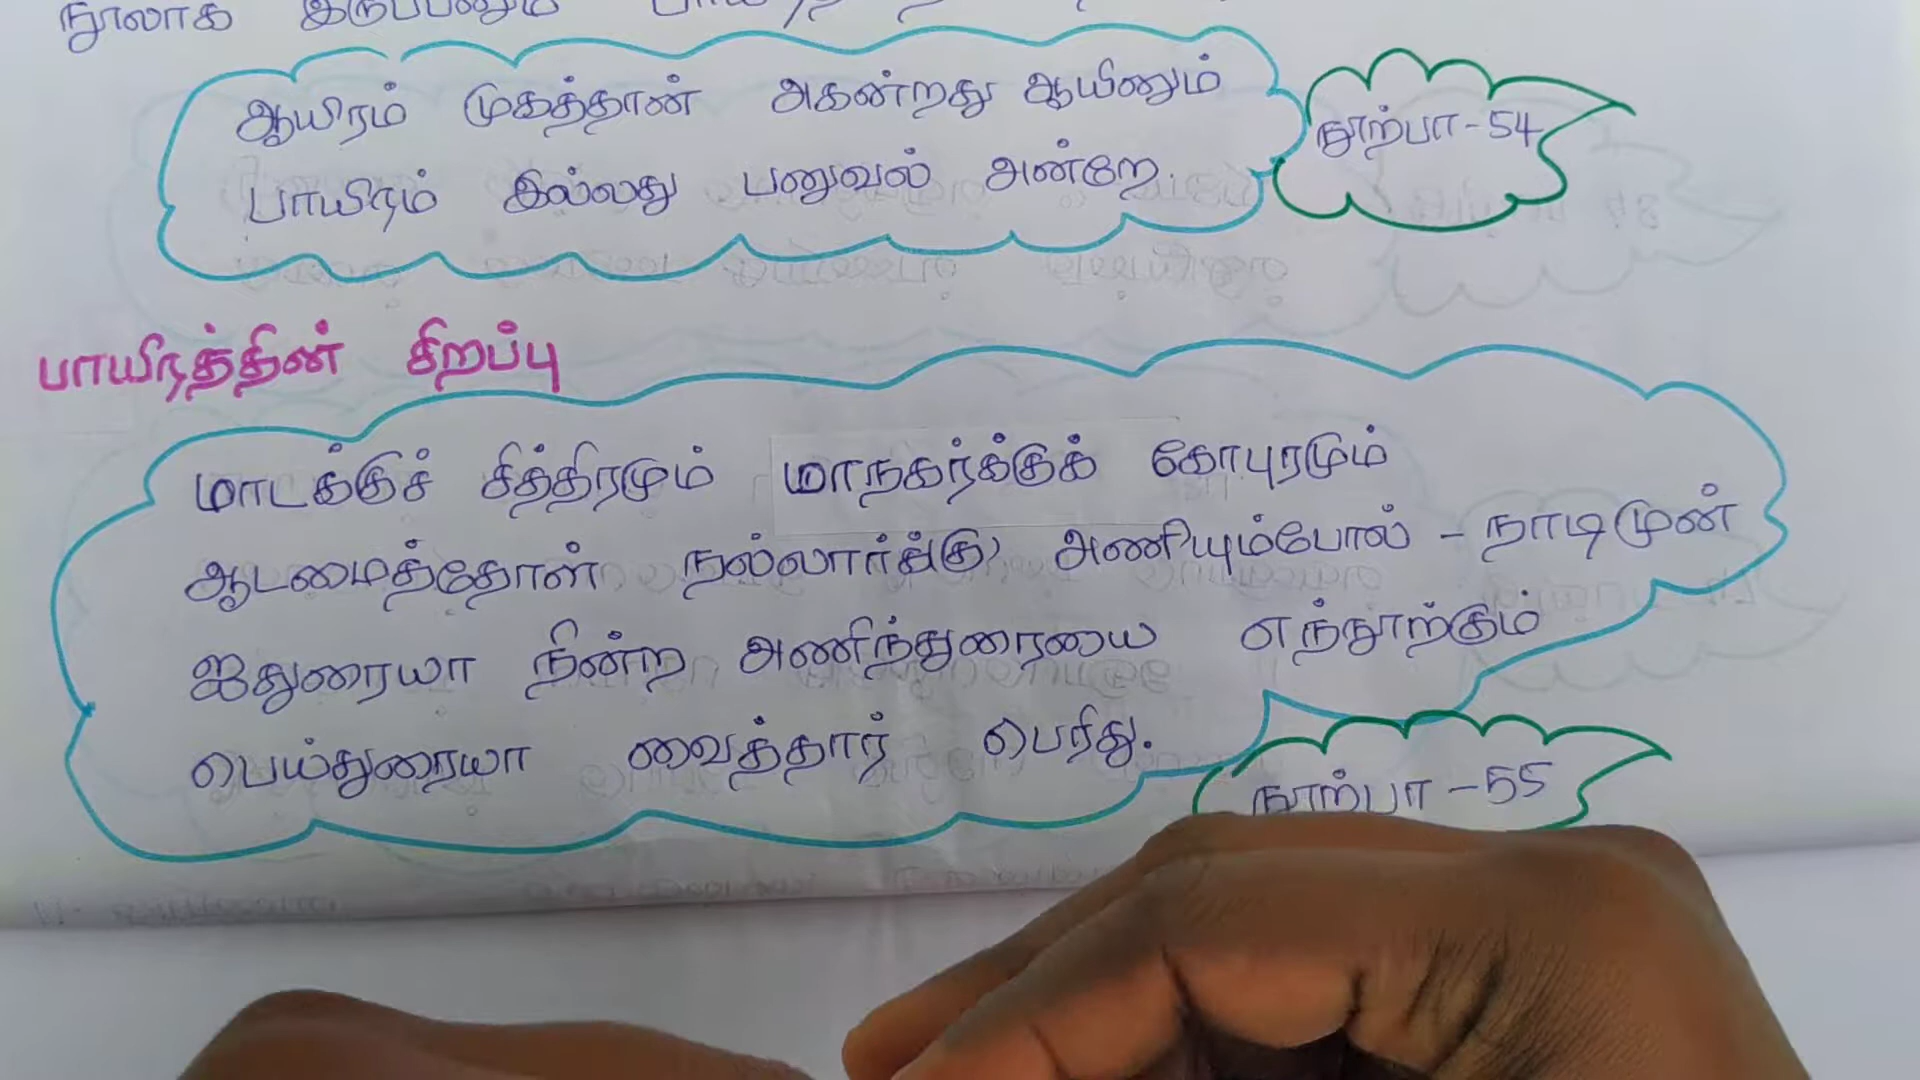 நூலாக இருப்பினும்
ஆயிரம் முகத்தான் அகன்றது ஆயினும்
பாயிரம் இல்லது பனுவல் அன்றே.
நூற்பா - 54
பாயிரத்தின் சிறப்பு
மாடக்குச் சித்திரமும் மாநகர்க்குக் கோபுரமும்
ஆடமைத்தோள் நல்லார்க்கு அணியும்போல் - நாடிமுன்
ஐதுரையா நின்ற அணிந்துரையை எந்நூற்கும்
பெய்துரையா வைத்தார் பெரிது.
நூற்பா - 55